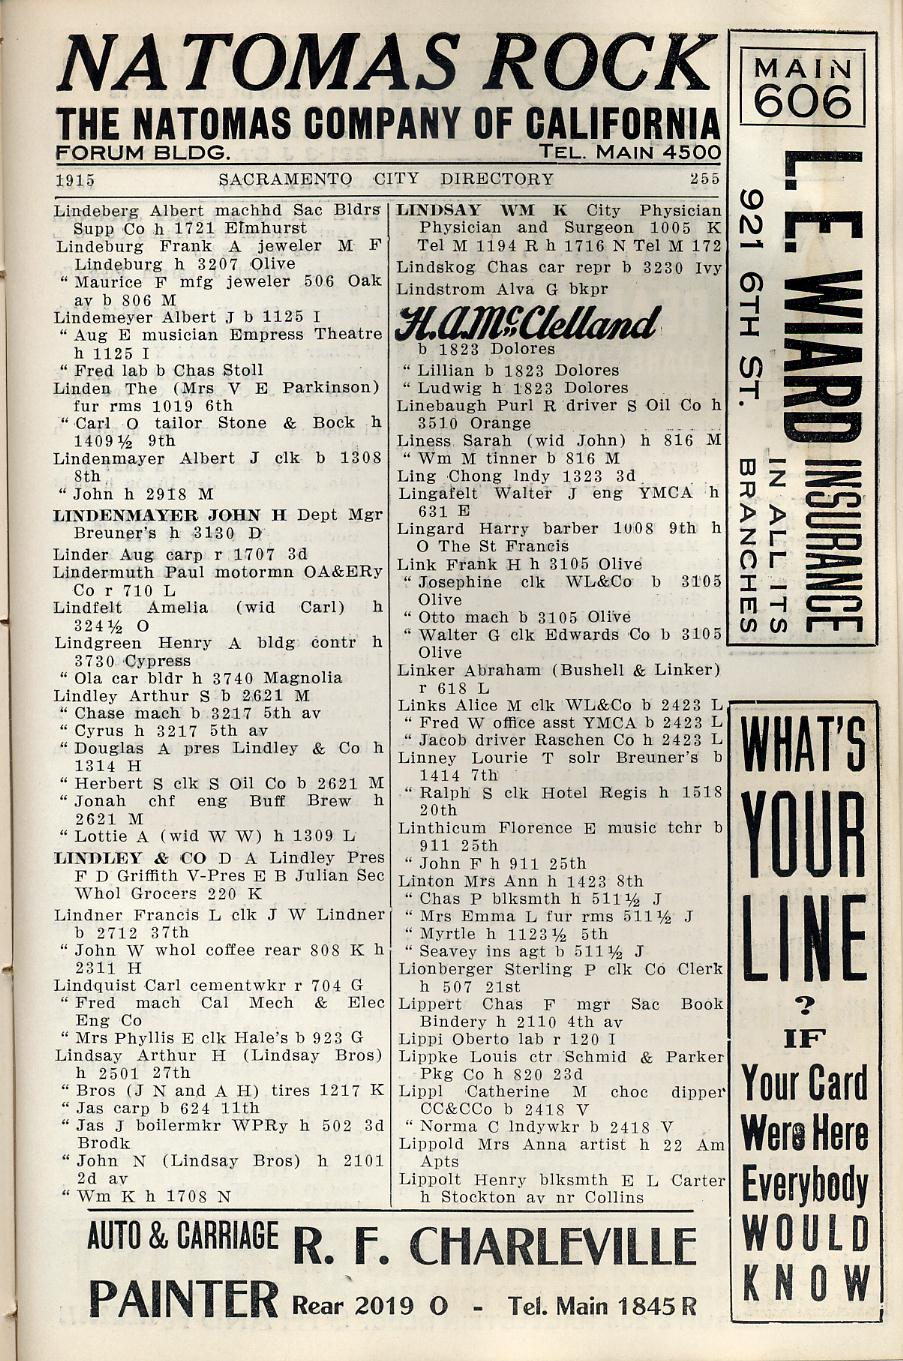 NATOMAS ROCK
THE NATOMAS COMPANY OF CALIFORNIA
FORUM BLDG. TEL. MAIN 4500
1915 SACRAMENTO CITY DIRECTORY 255
Lindeberg Albert machhd Sac Bldrs
Supp Co h 1721 Elmhurst
Lindeburg Frank A jeweler M F
Lindeburg h 3207 Olive
" Maurice F mfg jeweler 506 Oak
av b 806 M
Lindemeyer Albert J b 1125 I
" Aug E musician Empress Theatre
h 1125 I
" Fred lab b Chas Stoll
Linden The (Mrs V E Parkinson)
fur rms 1019 6th
" Carl O tailor Stone & Bock h
1409½ 9th
Lindenmayer Albert J clk b 1308
8th
" John h 2918 M
LINDENMAYER JOHN H Dept Mgr
Breuner's h 3130 D
Linder Aug carp r 1707 3d
Lindermuth Paul motormn OA&ERy
Co r 710 L
Lindfelt Amelia (wid Carl) h
324½ O
Lindgreen Henry A bldg contr h
3730 Cypress
" Ola car bldr h 3740 Magnolia
Lindley Arthur S b 2621 M
" Chase mach b 3217 5th av
" Cyrus h 3217 5th av
" Douglas A pres Lindley & Co h
1314 H
" Herbert S clk S Oil Co b 2621 M
" Jonah chf eng Buff Brew h
2621 M
" Lottie A (wid W W) h 1309 L
LINDLEY & CO D A Lindley Pres
F D Griffith V-Pres E B Julian Sec
Whol Grocers 220 K
Lindner Francis L clk J W Lindner
b 2712 37th
" John W whol coffee rear 808 K h
2311 H
Lindquist Carl cementwkr r 704 G
" Fred mach Cal Mech & Elec
Eng Co
" Mrs Phyllis E clk Hale's b 923 G
Lindsay Arthur H (Lindsay Bros)
h 2501 27th
" Bros (J N and A H) tires 1217 K
" Jas carp b 624 11th
" Jas J boilermkr WPRy h 502 3d
Brodk
" John N (Lindsay Bros) h 2101
2d av
" Wm K h 1708 N
LINDSAY WM K City Physician
Physician and Surgeon 1005 K
Tel M 1194 R h 1716 N Tel M 172
Lindskog Chas car repr b 3230 Ivy
Lindstrom Alva G bkpr
H. A. McClelland
b 1823 Dolores
" Lillian b 1823 Dolores
" Ludwig h 1823 Dolores
Linebaugh Purl R driver S Oil Co h
3510 Orange
Liness Sarah (wid John) h 816 M
" Wm M tinner b 816 M
Ling Chong lndy 1323 3d
Lingafelt Walter J eng YMCA h
631 E
Lingard Harry barber 1008 9th h
O The St Francis
Link Frank H h 3105 Olive
" Josephine clk WL&Co b 3105
Olive
" Otto mach b 3105 Olive
" Walter G clk Edwards Co b 3105
Olive
Linker Abraham (Bushell & Linker)
r 618 L
Links Alice M clk WL&Co b 2423 L
" Fred W office asst YMCA b 2423 L
" Jacob driver Raschen Co h 2423 L
Linney Lourie T solr Breuner's b
1414 7th
" Ralph S clk Hotel Regis h 1518
20th
Linthicum Florence E music tchr b
911 25th
" John F h 911 25th
Linton Mrs Ann h 1423 8th
" Chas P blksmth h 511½ J
" Mrs Emma L fur rms 511½ J
" Myrtle h 1123½ 5th
" Seavey ins agt b 511½ J
Lionberger Sterling P clk Co Clerk
h 507 21st
Lippert Chas F mgr Sac Book
Bindery h 2110 4th av
Lippi Oberto lab r 120 I
Lippke Louis ctr Schmid & Parker
Pkg Co h 820 23d
Lippl Catherine M choc dipper
CC&CCo b 2418 V
" Norma C lndywkr b 2418 V
Lippold Mrs Anna artist h 22 Am
Apts
Lippolt Henry blksmth E L Carter
h Stockton av nr Collins
MAIN
606
L. E. WIARD INSURANCE
921 6TH ST. IN ALL ITS
BRANCHES
WHAT'S
YOUR
LINE
?
IF
Your Card
Were Here
Everybody
WOULD
KNOW
AUTO & CARRIAGE R. F. CHARLEVILLE
PAINTER Rear 2019 O - Tel. Main 1845 R